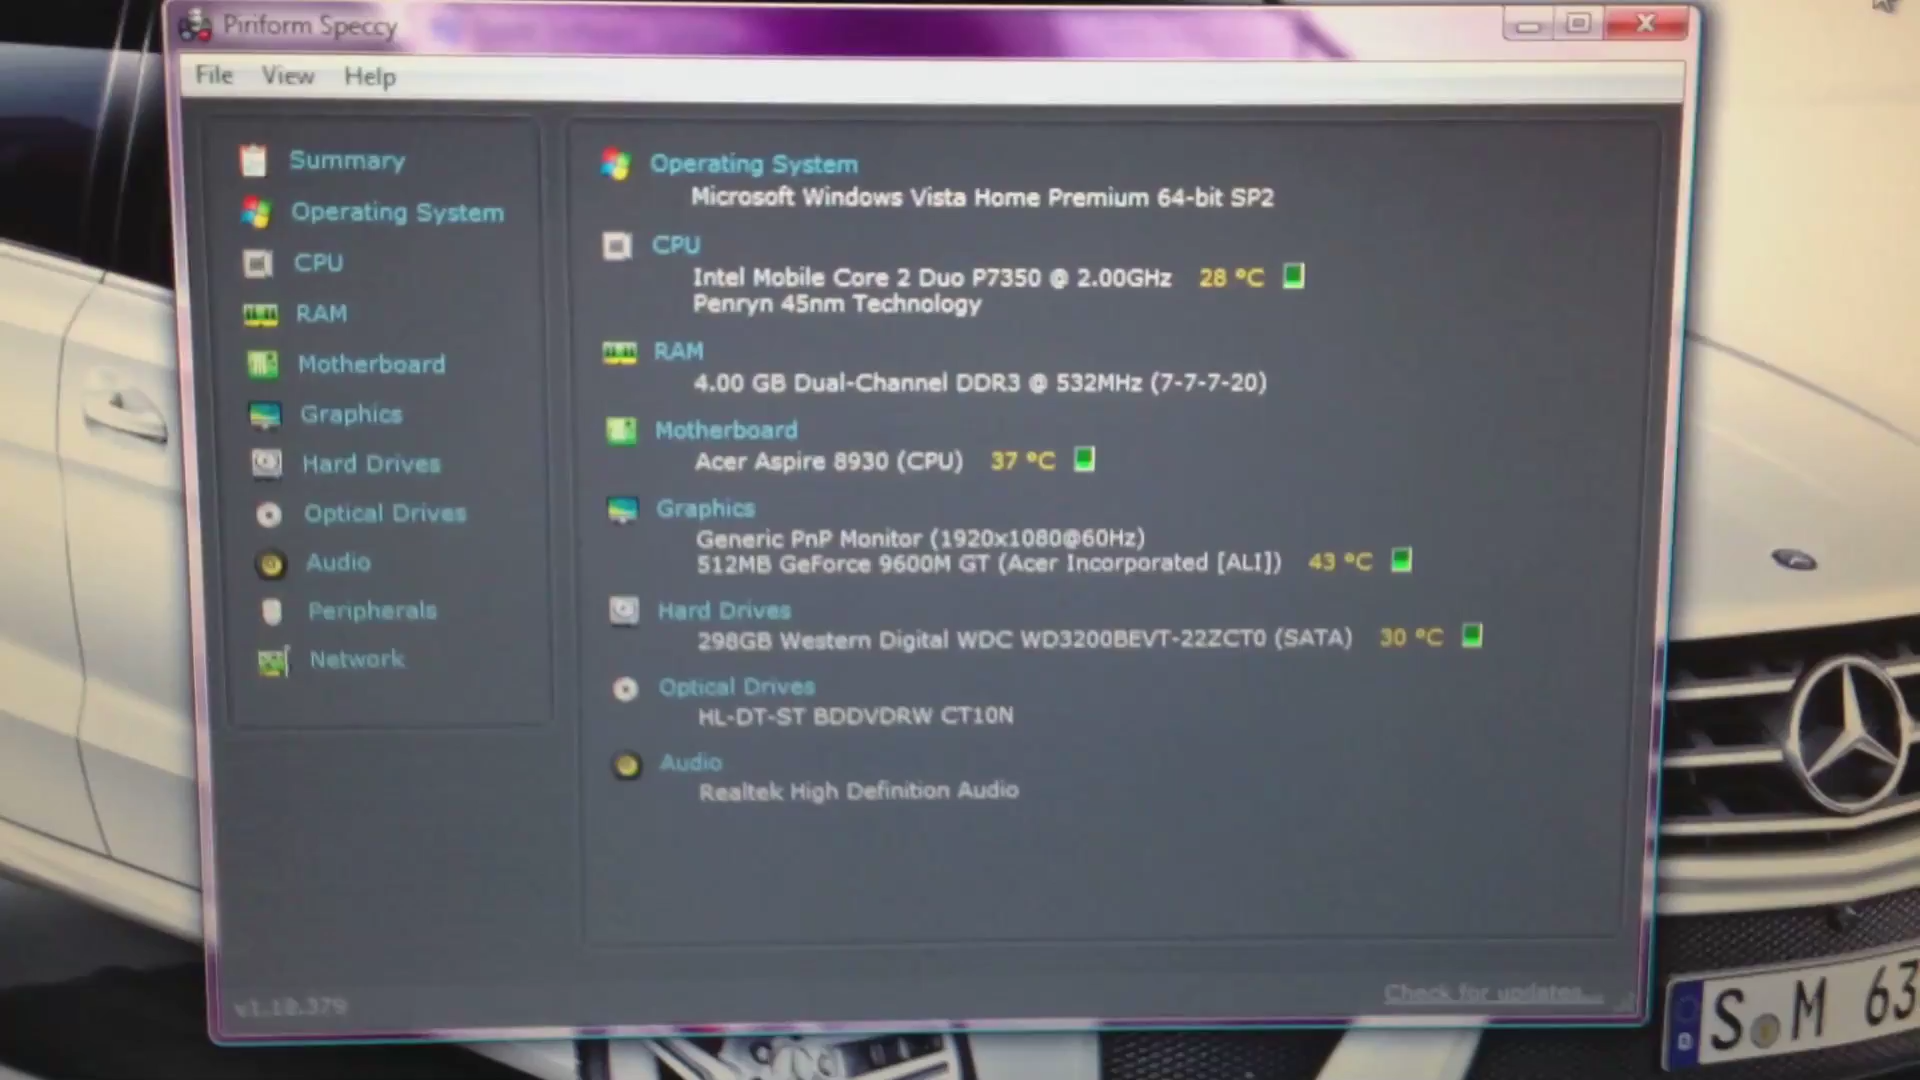 Piriform Speccy
File View Help
Summary
Operating System
CPU
RAM
Motherboard
Graphics
Hard Drives
Optical Drives
Audio
Peripherals
Network
Operating System
Microsoft Windows Vista Home Premium 64-bit SP2
CPU
Intel Mobile Core 2 Duo P7350 @ 2.00GHz 28 °C
Penryn 45nm Technology
RAM
4.00 GB Dual-Channel DDR3 @ 532MHz (7-7-7-20)
Motherboard
Acer Aspire 8930 (CPU) 37 °C
Graphics
Generic PnP Monitor (1920x1080@60Hz)
512MB GeForce 9600M GT (Acer Incorporated [ALI]) 43 °C
Hard Drives
298GB Western Digital WDC WD3200BEVT-22ZCT0 (SATA) 30 °C
Optical Drives
HL-DT-ST BDDVDRW CT10N
Audio
Realtek High Definition Audio
Check for updates...
S M 63